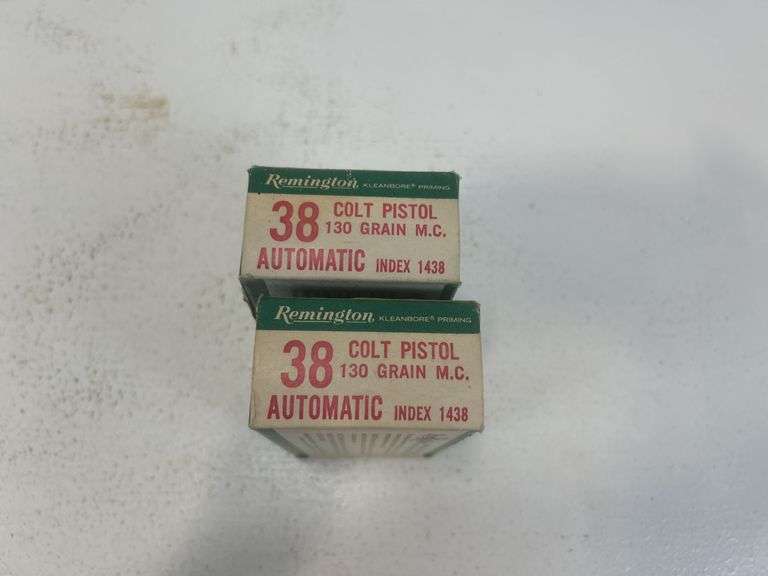 Remington KLEANBORE® PRIMING
38 COLT PISTOL
130 GRAIN M.C.
AUTOMATIC INDEX 1438
Remington KLEANBORE® PRIMING
38 COLT PISTOL
130 GRAIN M.C.
AUTOMATIC INDEX 1438